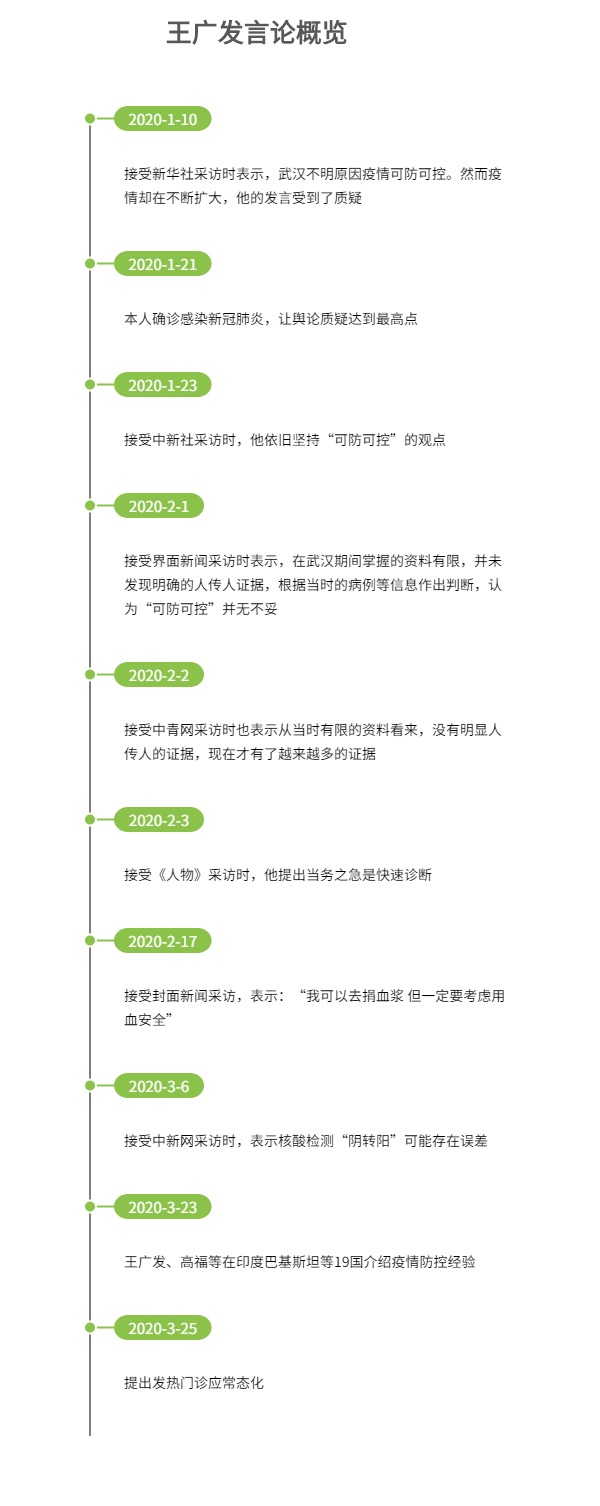 王广发言论概览
2020-1-10
接受新华社采访时表示，武汉不明原因疫情可防可控。然而疫
情却在不断扩大，他的发言受到了质疑
2020-1-21
本人确诊感染新冠肺炎，让舆论质疑达到最高点
2020-1-23
接受中新社采访时，他依旧坚持“可防可控”的观点
2020-2-1
接受界面新闻采访时表示，在武汉期间掌握的资料有限，并未
发现明确的人传人证据，根据当时的病例等信息作出判断，认
为“可防可控”并无不妥
2020-2-2
接受中青网采访时也表示从当时有限的资料看来，没有明显人
传人的证据，现在才有了越来越多的证据
2020-2-3
接受《人物》采访时，他提出当务之急是快速诊断
2020-2-17
接受封面新闻采访，表示：“我可以去捐血浆 但一定要考虑用
血安全”
2020-3-6
接受中新网采访时，表示核酸检测“阴转阳”可能存在误差
2020-3-23
王广发、高福等在印度巴基斯坦等19国介绍疫情防控经验
2020-3-25
提出发热门诊应常态化